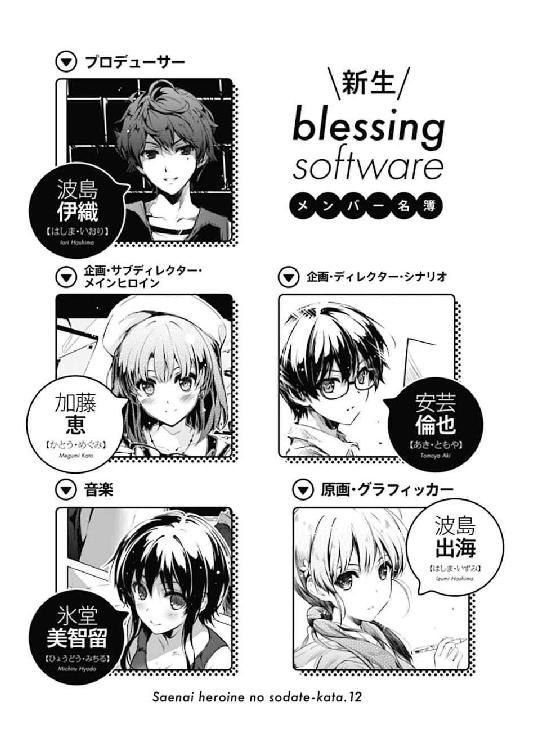 プロデューサー
波島
伊織
【はしま・いおり】
Iori Hashima
\新生/
blessing
software
メンバー名簿
企画・サブディレクター・
メインヒロイン
加藤
恵
【かとう・めぐみ】
Megumi Kato
企画・ディレクター・シナリオ
安芸
倫也
【あき・ともや】
Tomoya Aki
音楽
氷堂
美智留
【ひょうどう・みちる】
Michiru Hyodo
原画・グラフィッカー
波島
出海
【はしま・いずみ】
Izumi Hashima
Saenai heroine no sodate-kata.12